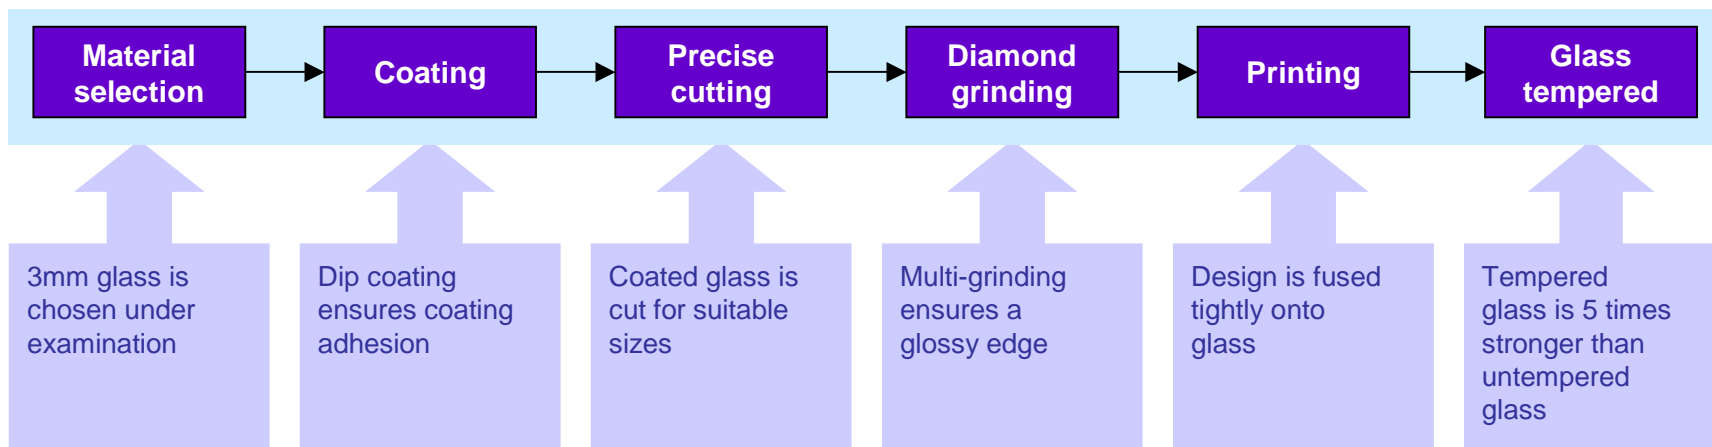 Material
selection
Coating
Precise
cutting
Diamond
grinding
Printing
Glass
tempered
3mm glass is
chosen under
examination
Dip coating
ensures coating
adhesion
Coated glass is
cut for suitable
sizes
Multi-grinding
ensures a
glossy edge
Design is fused
tightly onto
glass
Tempered
glass is 5 times
stronger than
untempered
glass